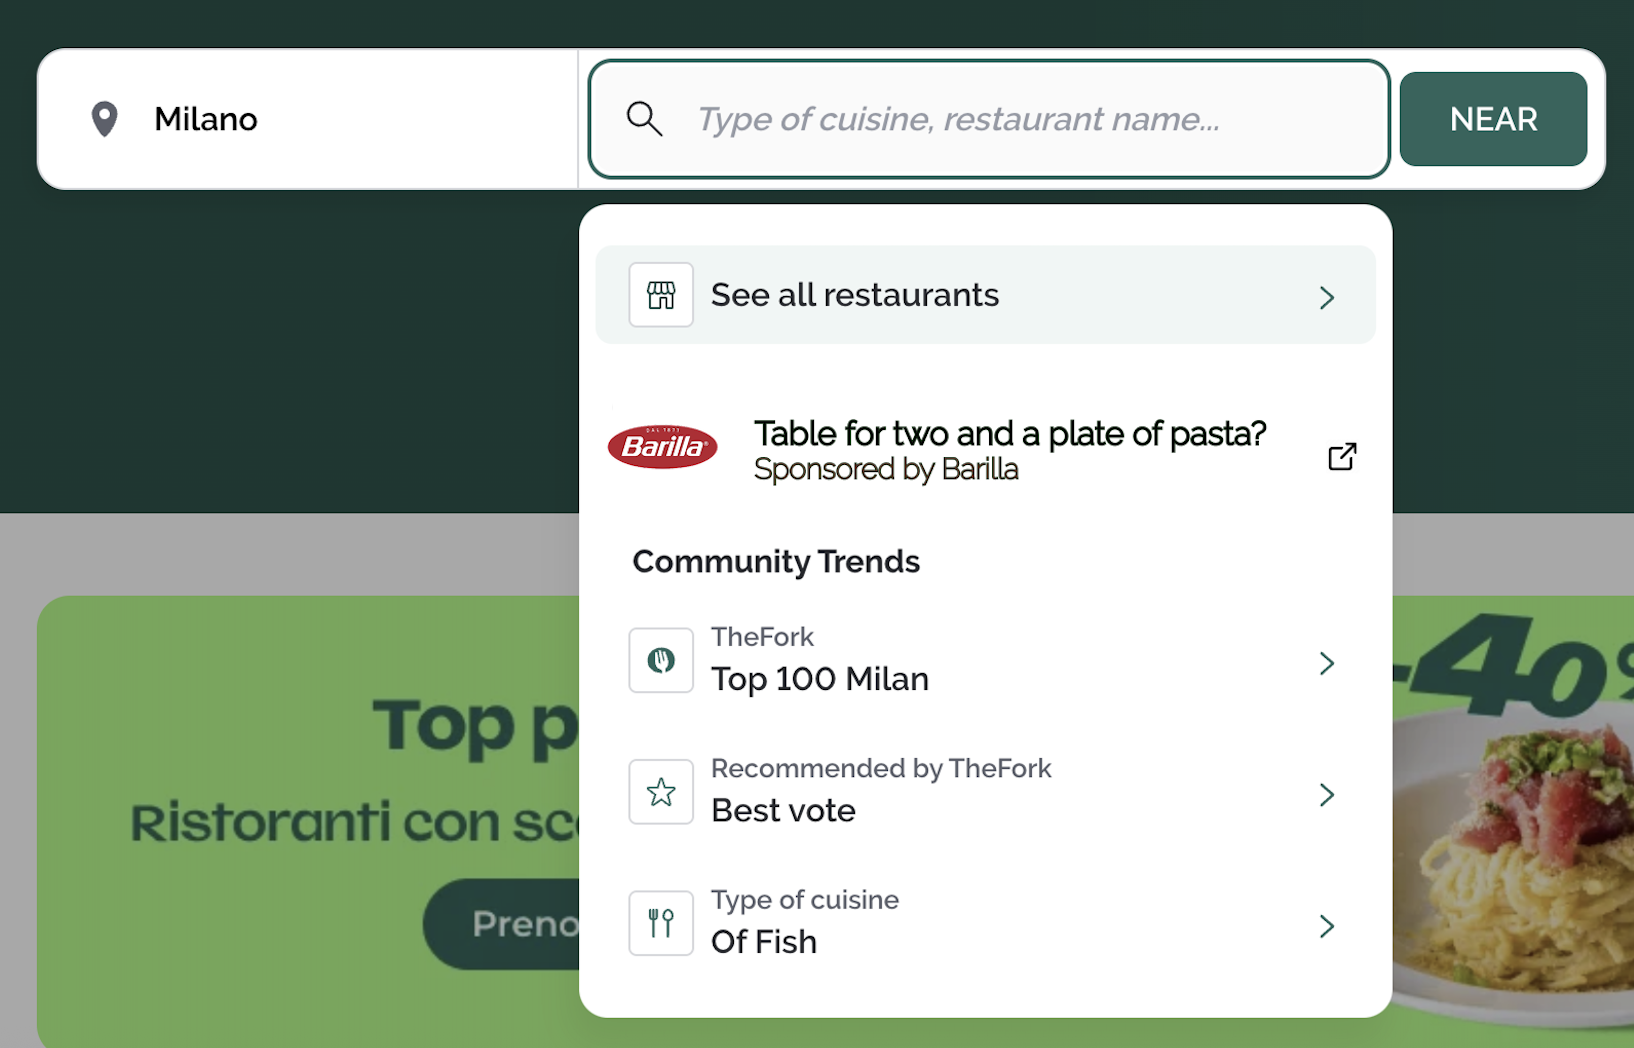 Milano
Type of cuisine, restaurant name...
NEAR
See all restaurants
DAL 1877
Barilla
Table for two and a plate of pasta?
Sponsored by Barilla
Community Trends
TheFork
Top 100 Milan
Recommended by TheFork
Best vote
Type of cuisine
Of Fish
Top p
Ristoranti con sc
Preno
-40%